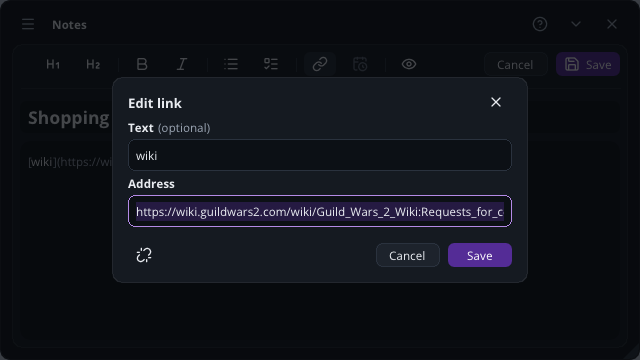 Notes
H1 H2 B I Cancel Save
Shopping
[wiki](https://wi
Edit link
Text (optional)
wiki
Address
https://wiki.guildwars2.com/wiki/Guild_Wars_2_Wiki:Requests_for_c
Cancel Save